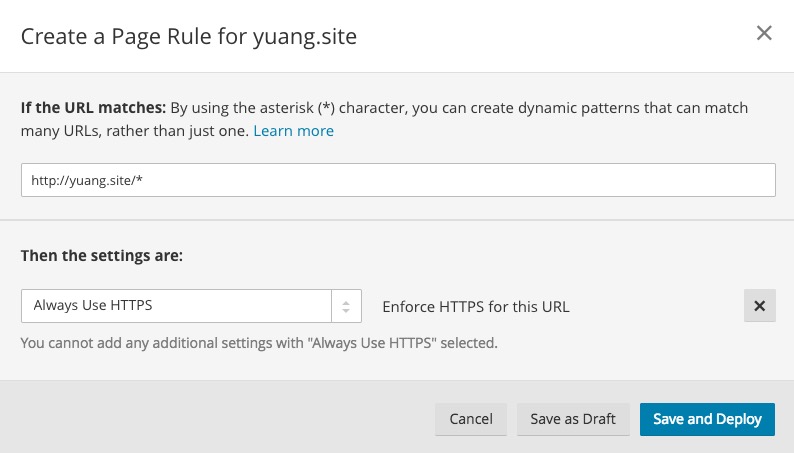 Create a Page Rule for yuang.site
If the URL matches: By using the asterisk (*) character, you can create dynamic patterns that can match
many URLs, rather than just one. Learn more
http://yuang.site/*
Then the settings are:
Always Use HTTPS
Enforce HTTPS for this URL
You cannot add any additional settings with "Always Use HTTPS" selected.
Cancel
Save as Draft
Save and Deploy